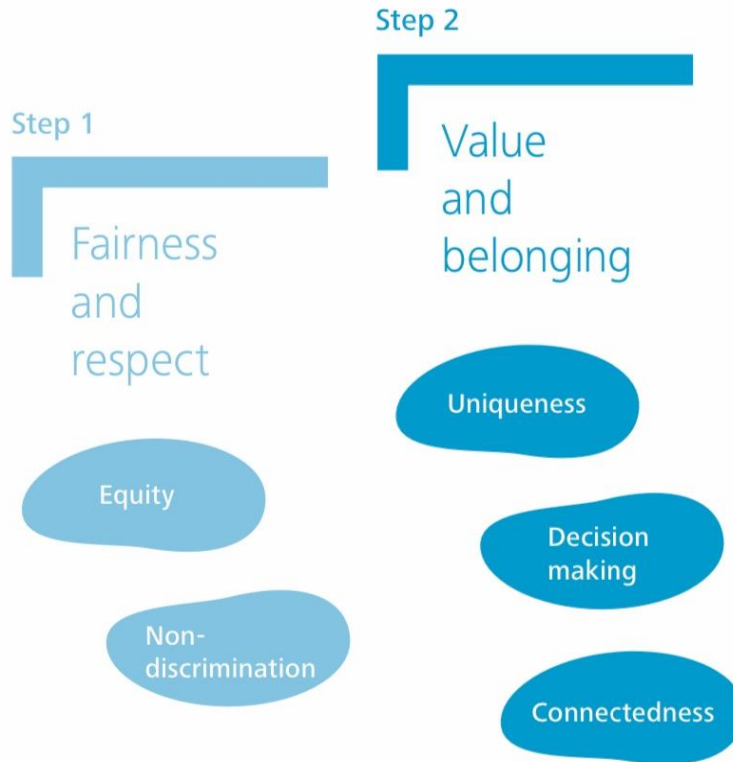 Step 1
Fairness
and
respect
Equity
Non-
discrimination
Step 2
Value
and
belonging
Uniqueness
Decision
making
Connectedness